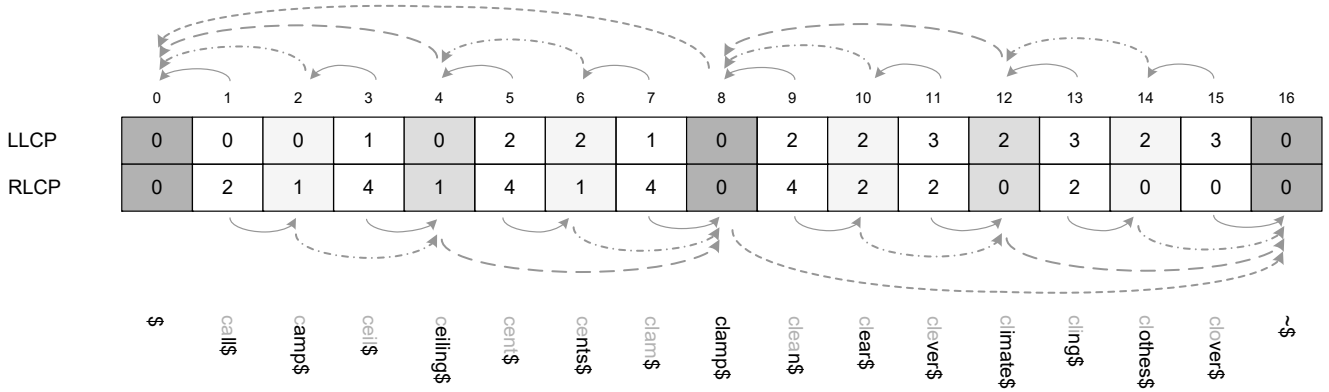 0 1 2 3 4 5 6 7 8 9 10 11 12 13 14 15 16
LLCP 0 0 0 1 0 2 2 1 0 2 2 3 2 3 2 3 0
RLCP 0 2 1 4 1 4 1 4 0 4 2 2 0 2 0 0 0
$ call$ camp$ ceil$ ceiling$ cent$ cents$ clam$ clamp$ clean$ clear$ clever$ climate$ cling$ clothes$ clover$ ~$